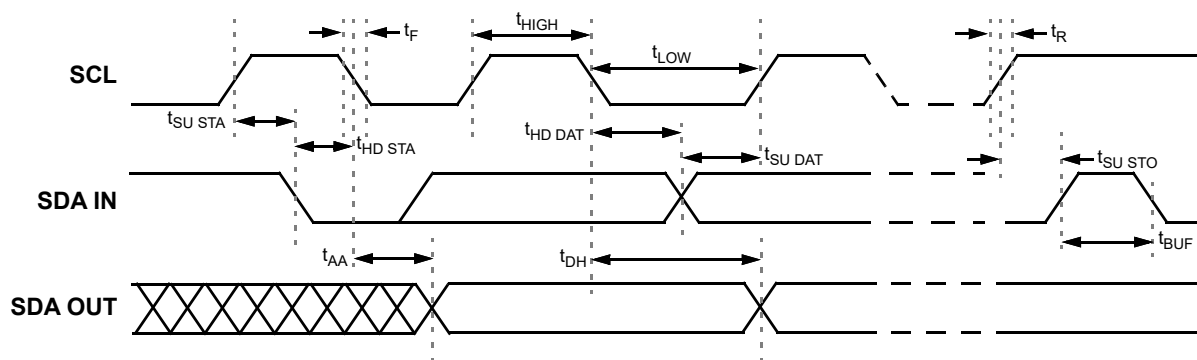 tF
tHIGH
tR
SCL
tLOW
tSU STA
tHD STA
tHD DAT
tSU DAT
tSU STO
SDA IN
tAA
tDH
tBUF
SDA OUT